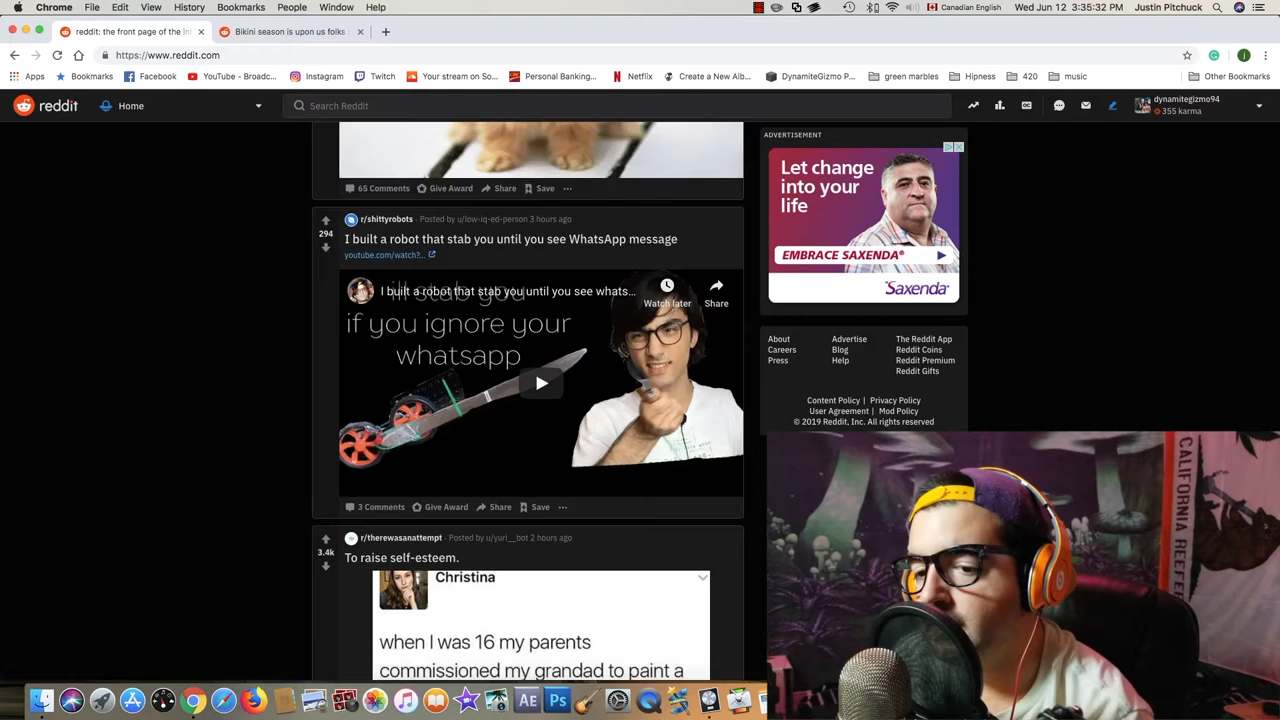 Chrome File Edit View History Bookmarks People Window Help Canadian English Wed Jun 12 3:35:32 PM Justin Pitchuck
reddit: the front page of the in Bikini season is upon us folks
https://www.reddit.com
Apps Bookmarks Facebook YouTube - Broadc... Instagram Twitch Your stream on So... Personal Banking... Netflix Create a New Alb... DynamiteGizmo P... green marbles Hipness 420 music Other Bookmarks
reddit Home Search Reddit dynamitegizmo94
355 karma
65 Comments Give Award Share Save
r/shittyrobots Posted by u/low-iq-ed-person 3 hours ago
294
I built a robot that stab you until you see WhatsApp message
youtube.com/watch?...
I built a robot that stab you until you see whats...
Watch later Share
ill stab you
if you ignore your
whatsapp
3 Comments Give Award Share Save
r/therewasanattempt Posted by u/yuri__bot 2 hours ago
3.4k
To raise self-esteem.
Christina
when I was 16 my parents
commissioned my grandad to paint a
ADVERTISEMENT
Let change
into your
life
EMBRACE SAXENDA®
Saxenda®
About Advertise The Reddit App
Careers Blog Reddit Coins
Press Help Reddit Premium
Reddit Gifts
Content Policy | Privacy Policy
User Agreement | Mod Policy
© 2019 Reddit, Inc. All rights reserved
CALIFORNIA REEFER
Ae Ps